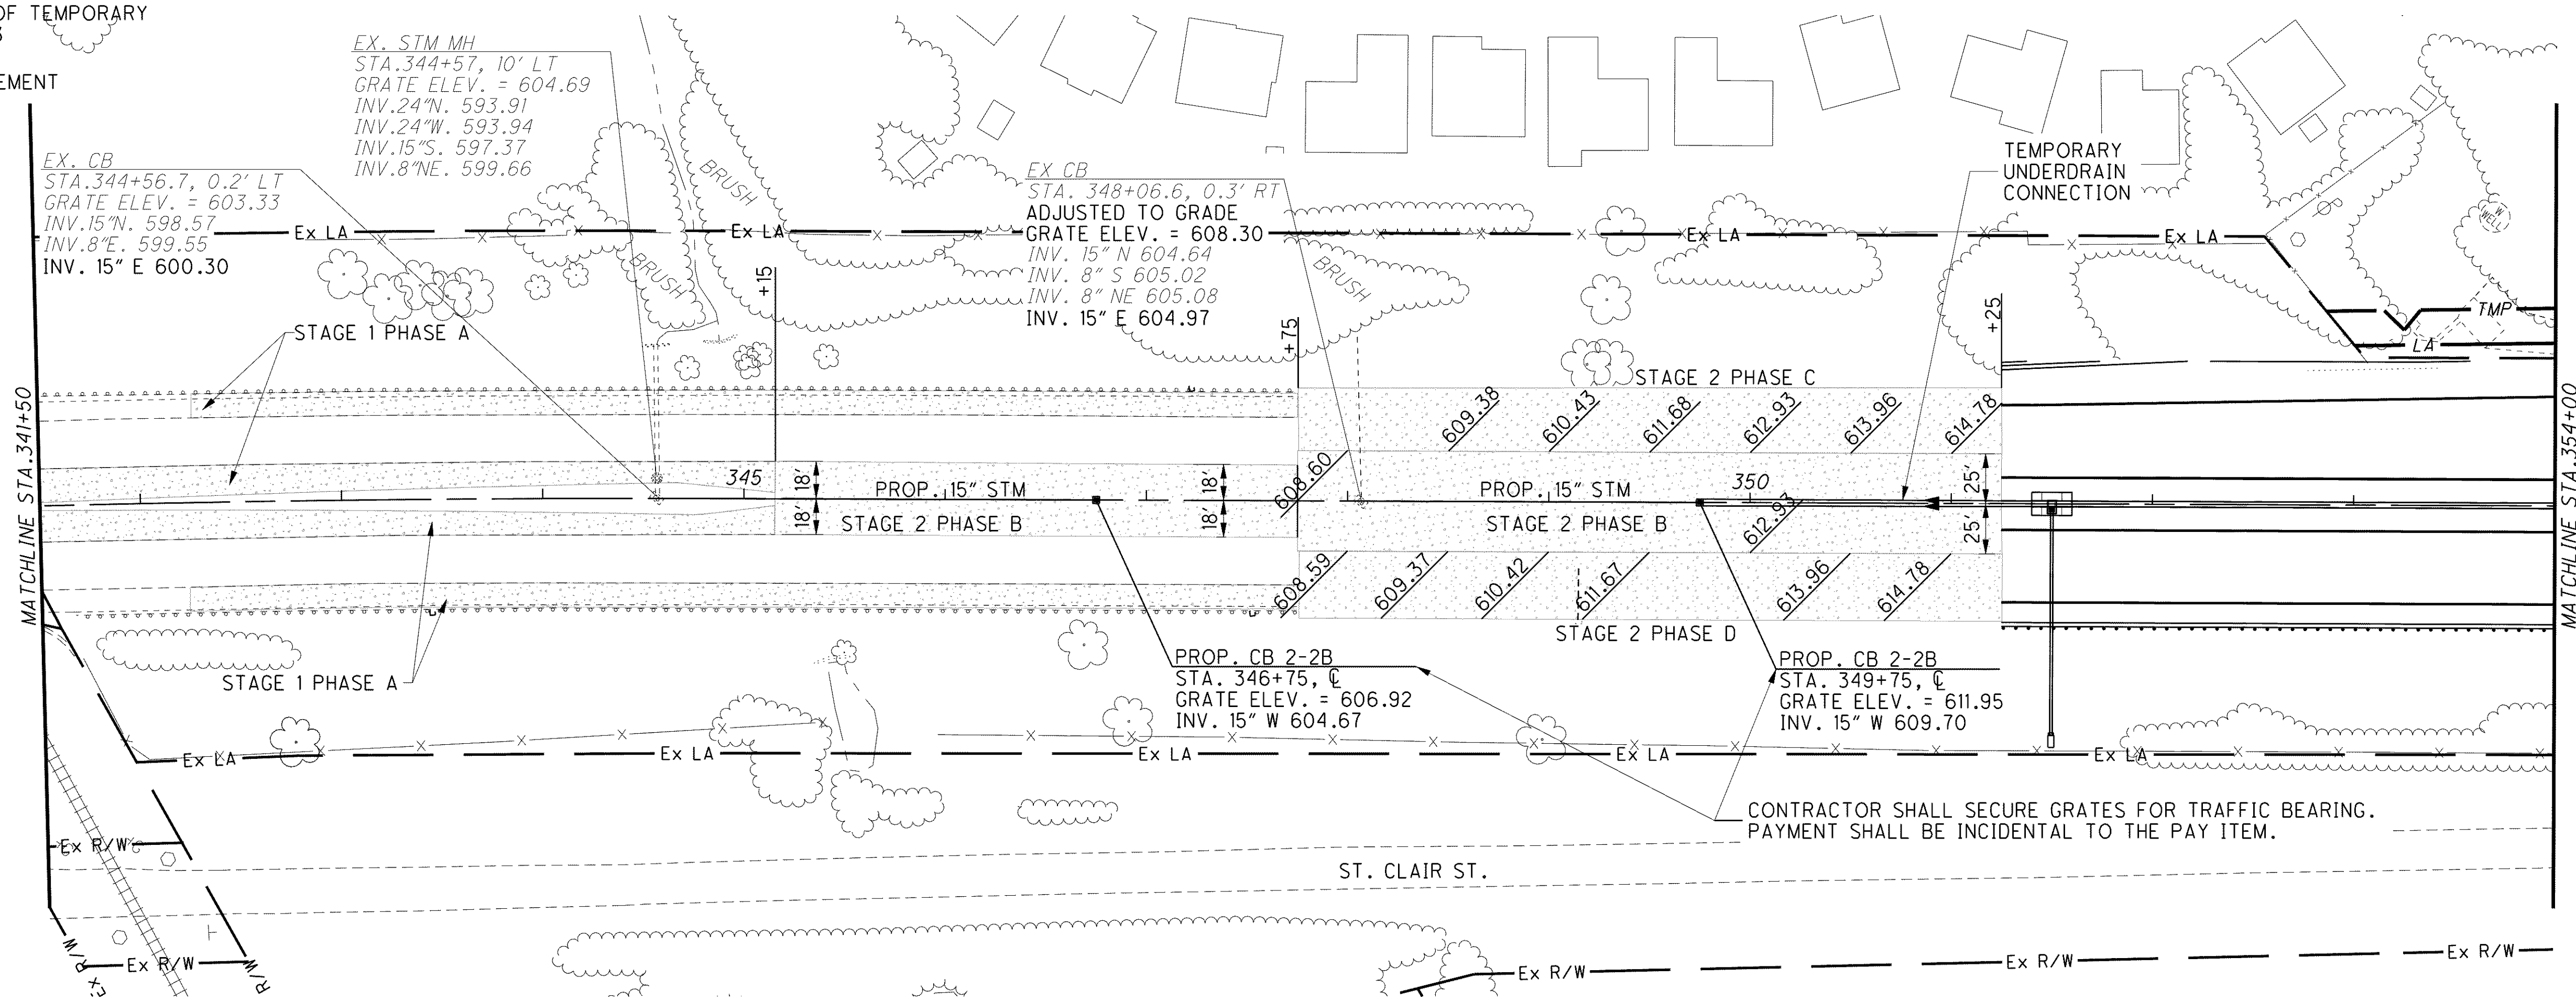 OF TEMPORARY
EMENT
EX. STM MH
STA.344+57, 10' LT
GRATE ELEV. = 604.69
INV.24"N. 593.91
INV.24"W. 593.94
INV.15"S. 597.37
INV.8"NE. 599.66
EX. CB
STA.344+56.7, 0.2' LT
GRATE ELEV. = 603.33
INV.15"N. 598.57
INV.8"E. 599.55
INV. 15" E 600.30
EX CB
STA. 348+06.6, 0.3' RT
ADJUSTED TO GRADE
GRATE ELEV. = 608.30
INV. 15" N 604.64
INV. 8" S 605.02
INV. 8" NE 605.08
INV. 15" E 604.97
TEMPORARY
UNDERDRAIN
CONNECTION
BRUSH
BRUSH
BRUSH
W
WELL
Ex LA
Ex LA
Ex LA
Ex LA
TMP
LA
+15
+75
+25
STAGE 1 PHASE A
STAGE 2 PHASE C
609.38
610.43
611.68
612.93
613.96
614.78
MATCHLINE STA.341+50
MATCHLINE STA.354+00
345
350
18'
18'
18'
18'
25'
25'
PROP. 15" STM
STAGE 2 PHASE B
608.60
PROP. 15" STM
STAGE 2 PHASE B
612.93
608.59
609.37
610.42
611.67
613.96
614.78
STAGE 2 PHASE D
STAGE 1 PHASE A
PROP. CB 2-2B
STA. 346+75, ℄
GRATE ELEV. = 606.92
INV. 15" W 604.67
PROP. CB 2-2B
STA. 349+75, ℄
GRATE ELEV. = 611.95
INV. 15" W 609.70
Ex LA
Ex LA
Ex LA
Ex LA
Ex LA
CONTRACTOR SHALL SECURE GRATES FOR TRAFFIC BEARING.
PAYMENT SHALL BE INCIDENTAL TO THE PAY ITEM.
Ex R/W
ST. CLAIR ST.
Ex R/W
Ex R/W
R/W
Ex R/W
Ex R/W
Ex R/W